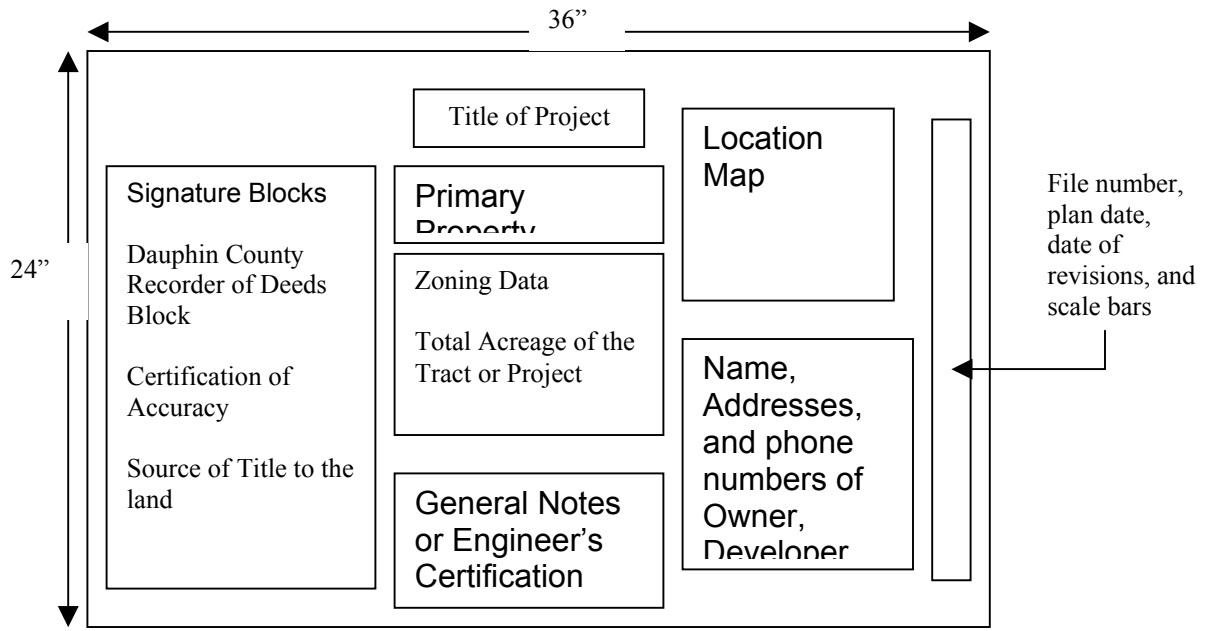 36”
24”
Title of Project
Signature Blocks
Dauphin County
Recorder of Deeds
Block
Certification of
Accuracy
Source of Title to the
land
Primary
Property
Zoning Data
Total Acreage of the
Tract or Project
General Notes
or Engineer’s
Certification
Location
Map
Name,
Addresses,
and phone
numbers of
Owner,
Developer
File number,
plan date,
date of
revisions, and
scale bars